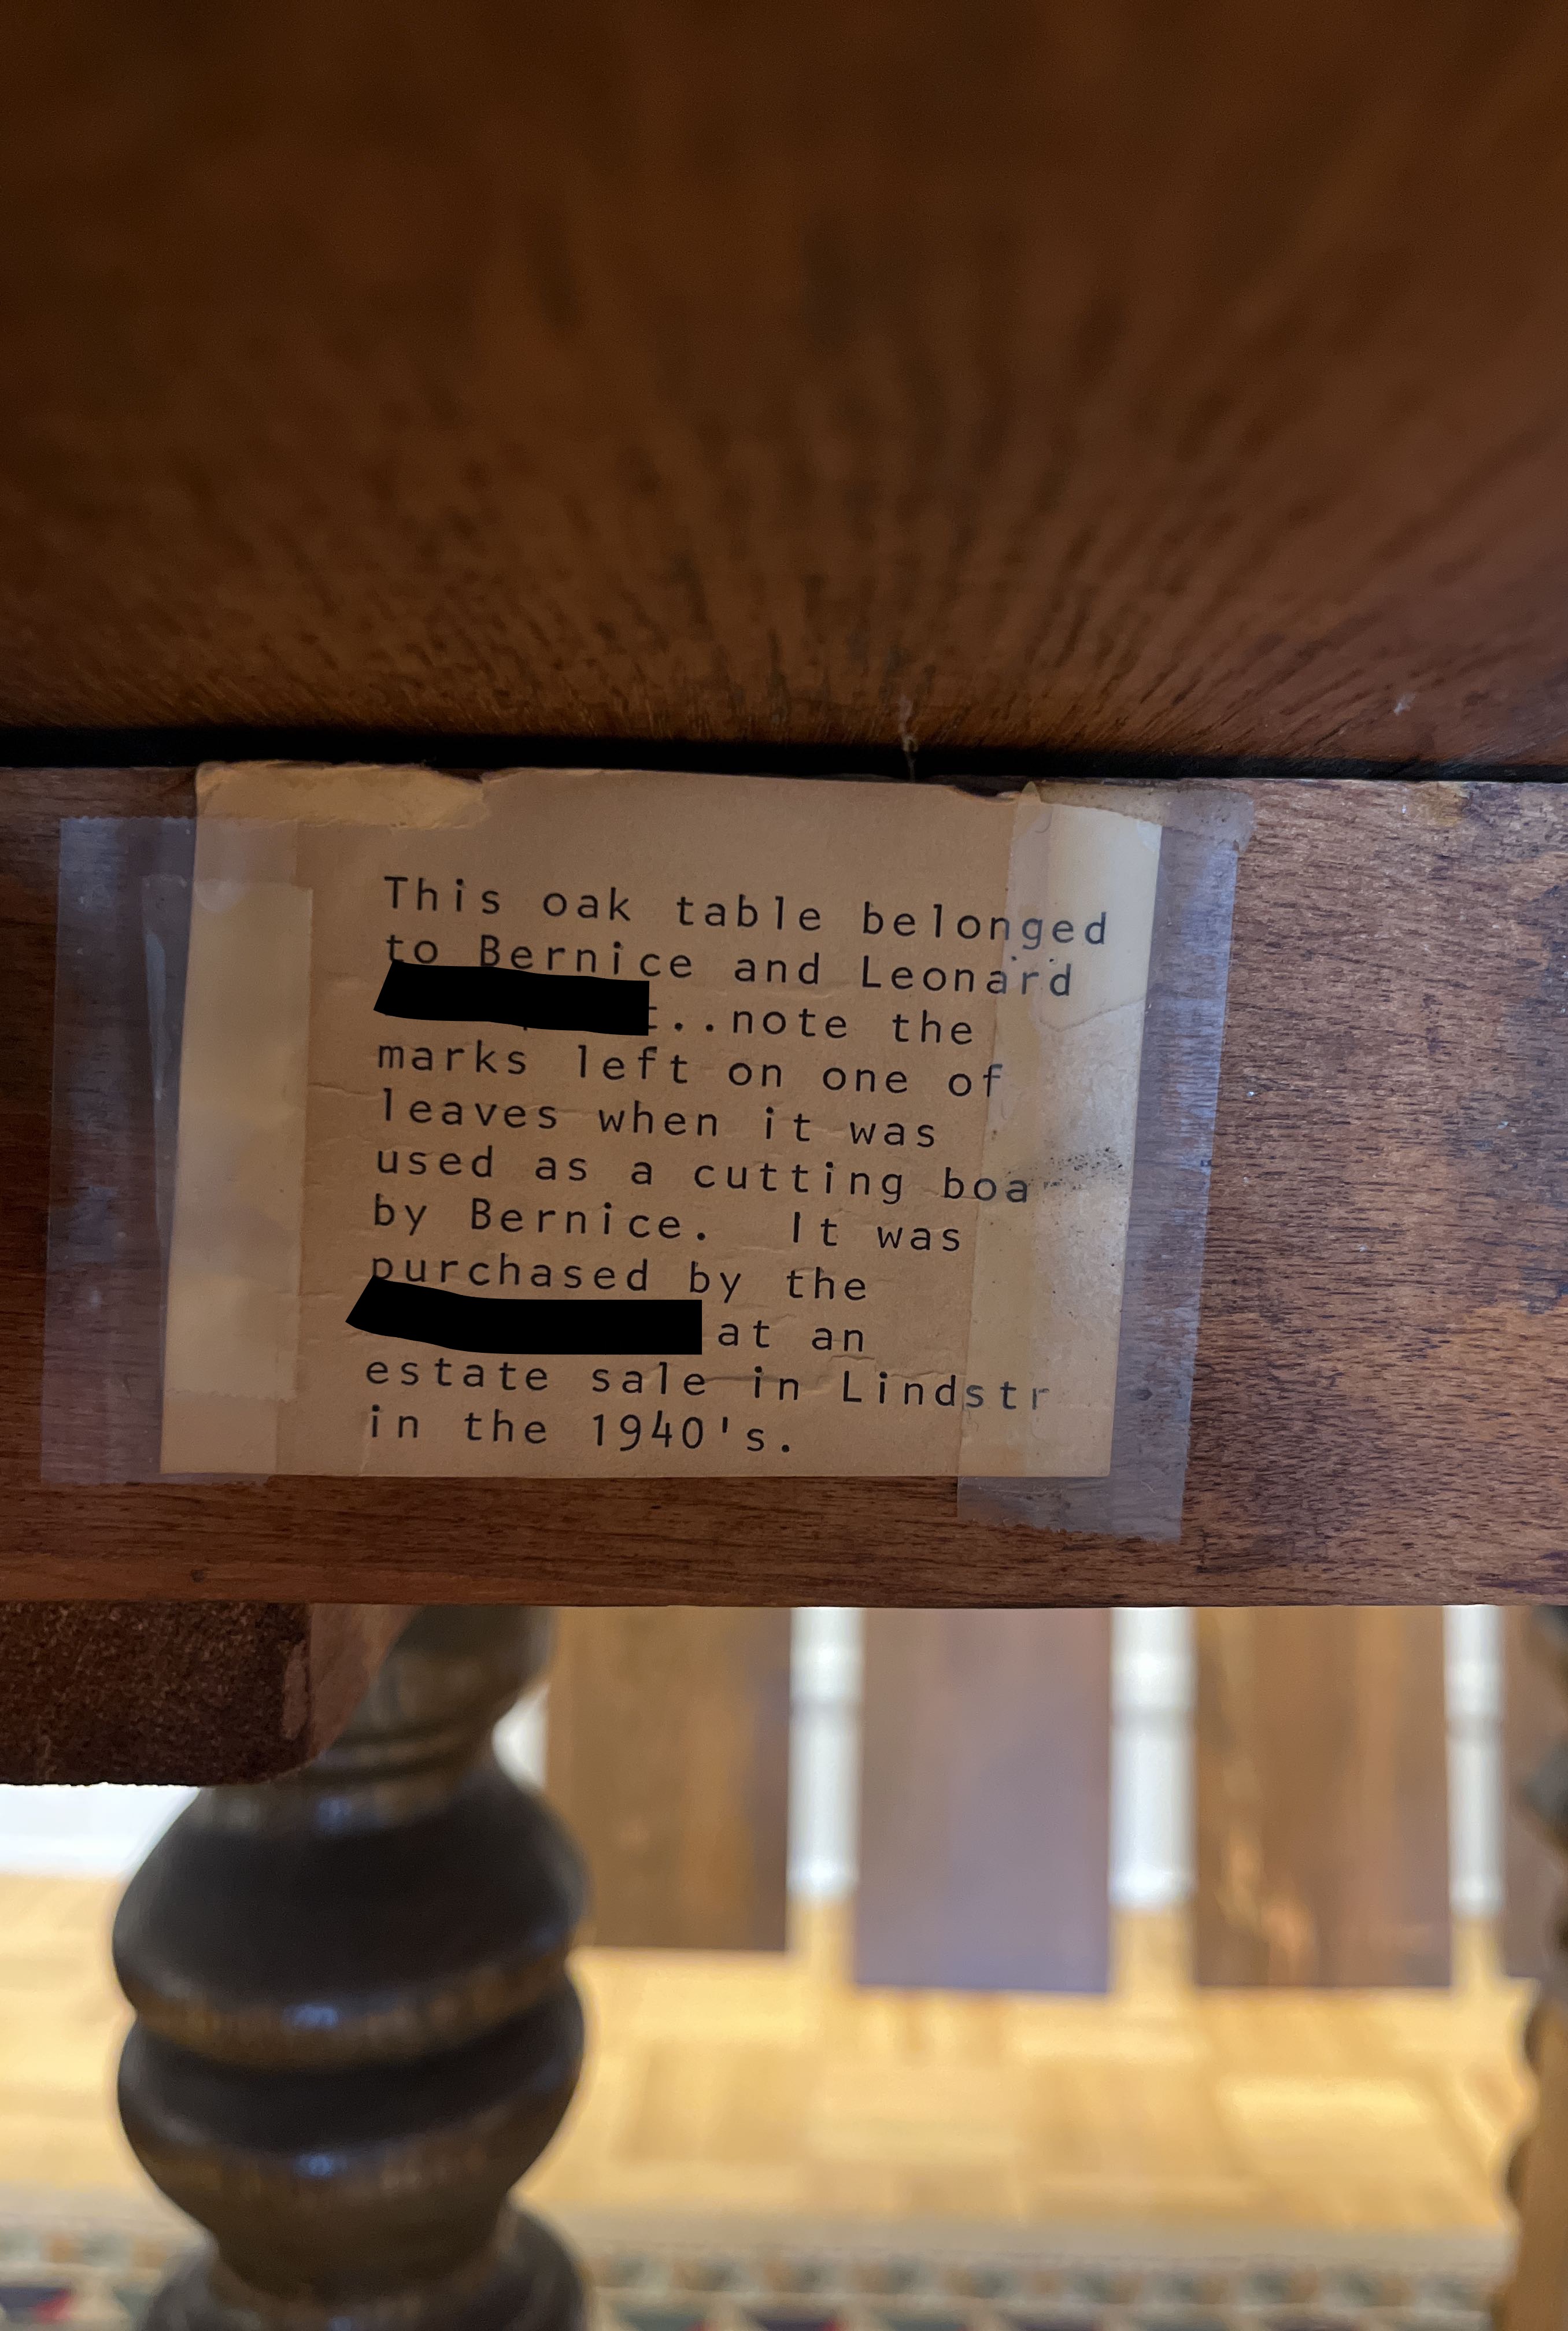 This oak table belonged
to Bernice and Leonard
..note the
marks left on one of
leaves when it was
used as a cutting boa
by Bernice.  It was
purchased by the
at an
estate sale in Lindstr
in the 1940's.